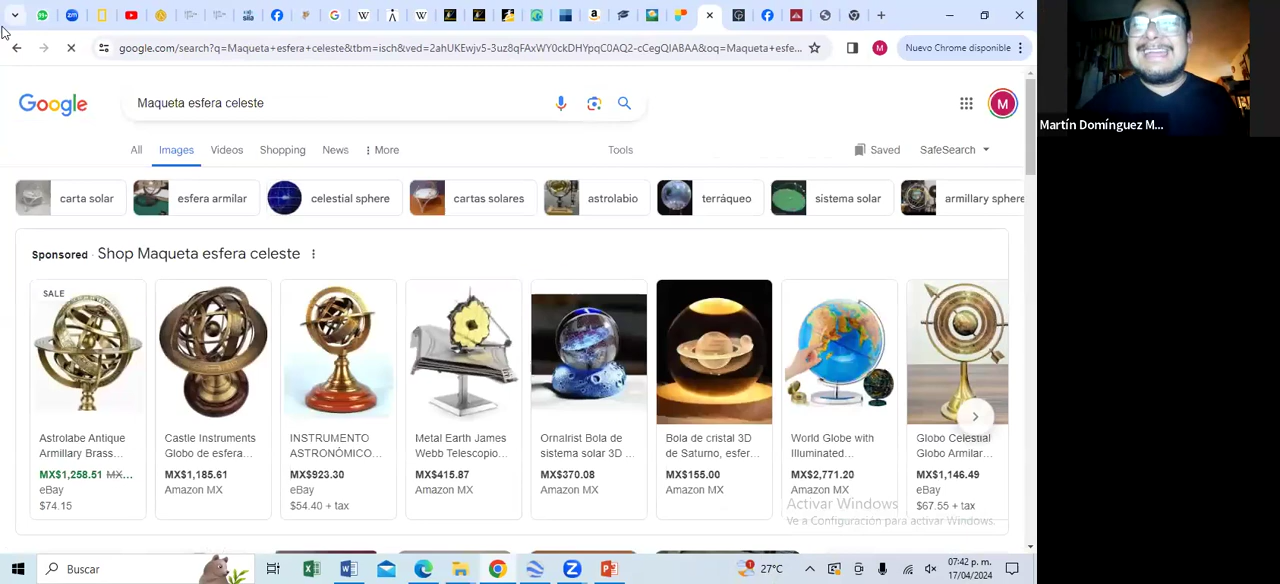 google.com/search?q=Maqueta+esfera+celeste&tbm=isch&ved=2ahUKEwjv5-3uz8qFAxWY0ckDHYpqC0AQ2-cCegQIABAA&oq=Maqueta+esfe...
M
Nuevo Chrome disponible
Google
Maqueta esfera celeste
M
Martín Domínguez M...
All
Images
Videos
Shopping
News
More
Tools
Saved
SafeSearch
carta solar
esfera armilar
celestial sphere
cartas solares
astrolabio
terráqueo
sistema solar
armillary sphere
Sponsored · Shop Maqueta esfera celeste
SALE
Astrolabe Antique
Armillary Brass...
MX$1,258.51 MX...
eBay
$74.15
Castle Instruments
Globo de esfera...
MX$1,185.61
Amazon MX
INSTRUMENTO
ASTRONÓMICO...
MX$923.30
eBay
$54.40 + tax
Metal Earth James
Webb Telescopio...
MX$415.87
Amazon MX
Ornalrist Bola de
sistema solar 3D ...
MX$370.08
Amazon MX
Bola de cristal 3D
de Saturno, esfer...
MX$155.00
Amazon MX
World Globe with
Illuminated...
MX$2,771.20
Amazon MX
Globo Celestial
Globo Armilar...
MX$1,146.49
eBay
$67.55 + tax
Activar Windows
Ve a Configuración para activar Windows.
Buscar
27°C
07:42 p. m.
17/04/2024